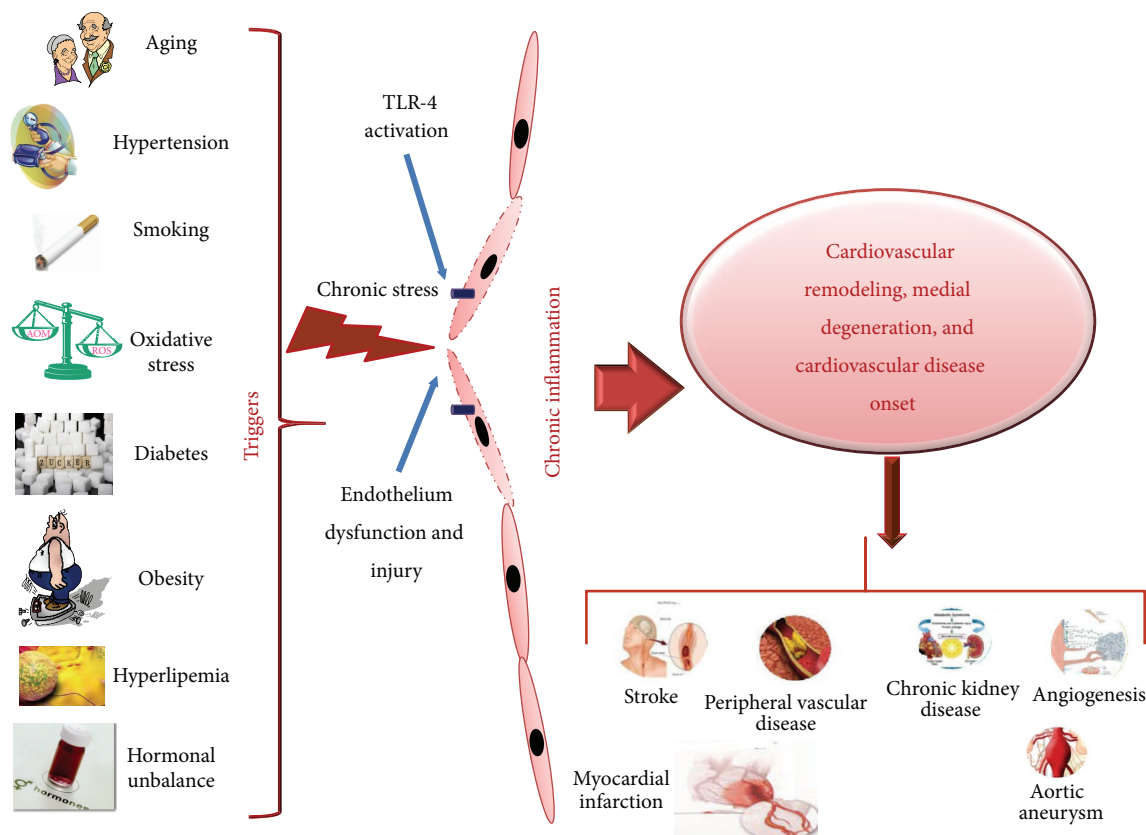 Aging
Hypertension
Smoking
AOM
ROS
Oxidative
stress
ZUCKER
Diabetes
Obesity
Hyperlipemia
hormones
Hormonal
unbalance
Triggers
TLR-4
activation
Chronic stress
Endothelium
dysfunction and
injury
Chronic inflammation
Cardiovascular
remodeling, medial
degeneration, and
cardiovascular disease
onset
Stroke
Peripheral vascular
disease
Metabolic Syndrome
Chronic kidney
disease
Angiogenesis
Myocardial
infarction
Aortic
aneurysm